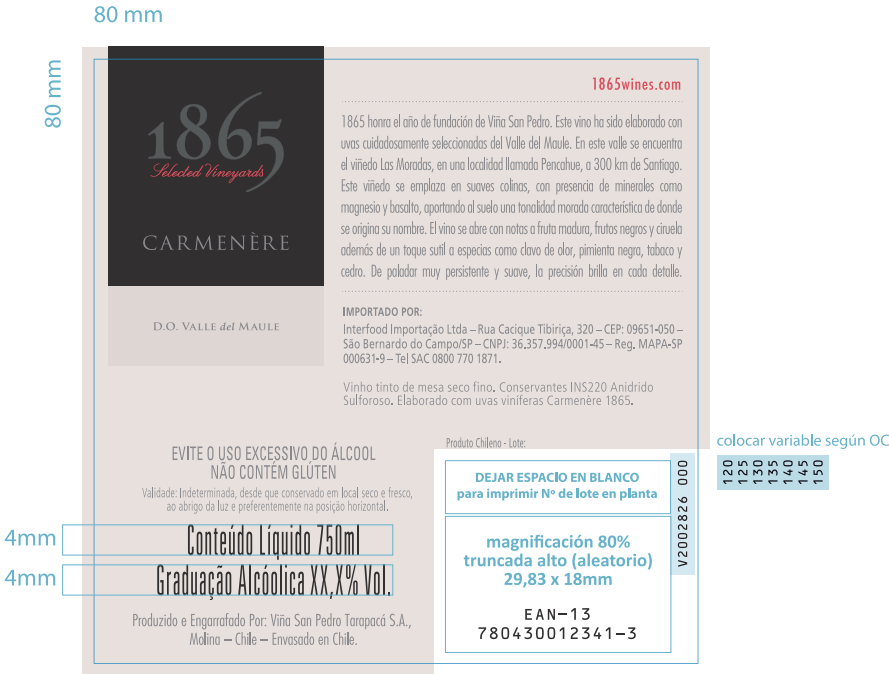 80 mm
80 mm
1865
Selected Vineyards
CARMENÈRE
D.O. VALLE del MAULE
1865wines.com
1865 honra el año de fundación de Viña San Pedro. Este vino ha sido elaborado con
uvas cuidadosamente seleccionadas del Valle del Maule. En este valle se encuentra
el viñedo Las Moradas, en una localidad llamada Pencahue, a 300 km de Santiago.
Este viñedo se emplaza en suaves colinas, con presencia de minerales como
magnesio y basalto, aportando al suelo una tonalidad morada característica de donde
se origina su nombre. El vino se abre con notas a fruta madura, frutos negros y ciruela
además de un toque sutil a especias como clavo de olor, pimienta negra, tabaco y
cedro. De paladar muy persistente y suave, la precisión brilla en cada detalle.
IMPORTADO POR:
Interfood Importação Ltda – Rua Cacique Tibiriça, 320 – CEP: 09651-050 –
São Bernardo do Campo/SP – CNPJ: 36.357.994/0001-45 – Reg. MAPA-SP
000631-9 – Tel SAC 0800 770 1871.
Vinho tinto de mesa seco fino. Conservantes INS220 Anidrido
Sulforoso. Elaborado com uvas viníferas Carmenère 1865.
EVITE O USO EXCESSIVO DO ÁLCOOL
NÃO CONTÉM GLÚTEN
Validade: Indeterminada, desde que conservado em local seco e fresco,
ao abrigo da luz e preferentemente na posição horizontal.
4mm
Conteúdo Líquido 750ml
4mm
Graduação Alcóolica XX,X% Vol.
Produzido e Engarrafado Por: Viña San Pedro Tarapacá S.A.,
Molina – Chile – Envasado en Chile.
Produto Chileno - Lote:
DEJAR ESPACIO EN BLANCO
para imprimir Nº de lote en planta
magnificación 80%
truncada alto (aleatorio)
29,83 x 18mm
EAN-13
780430012341-3
V2002826 000
colocar variable según OC
120
125
130
135
140
145
150